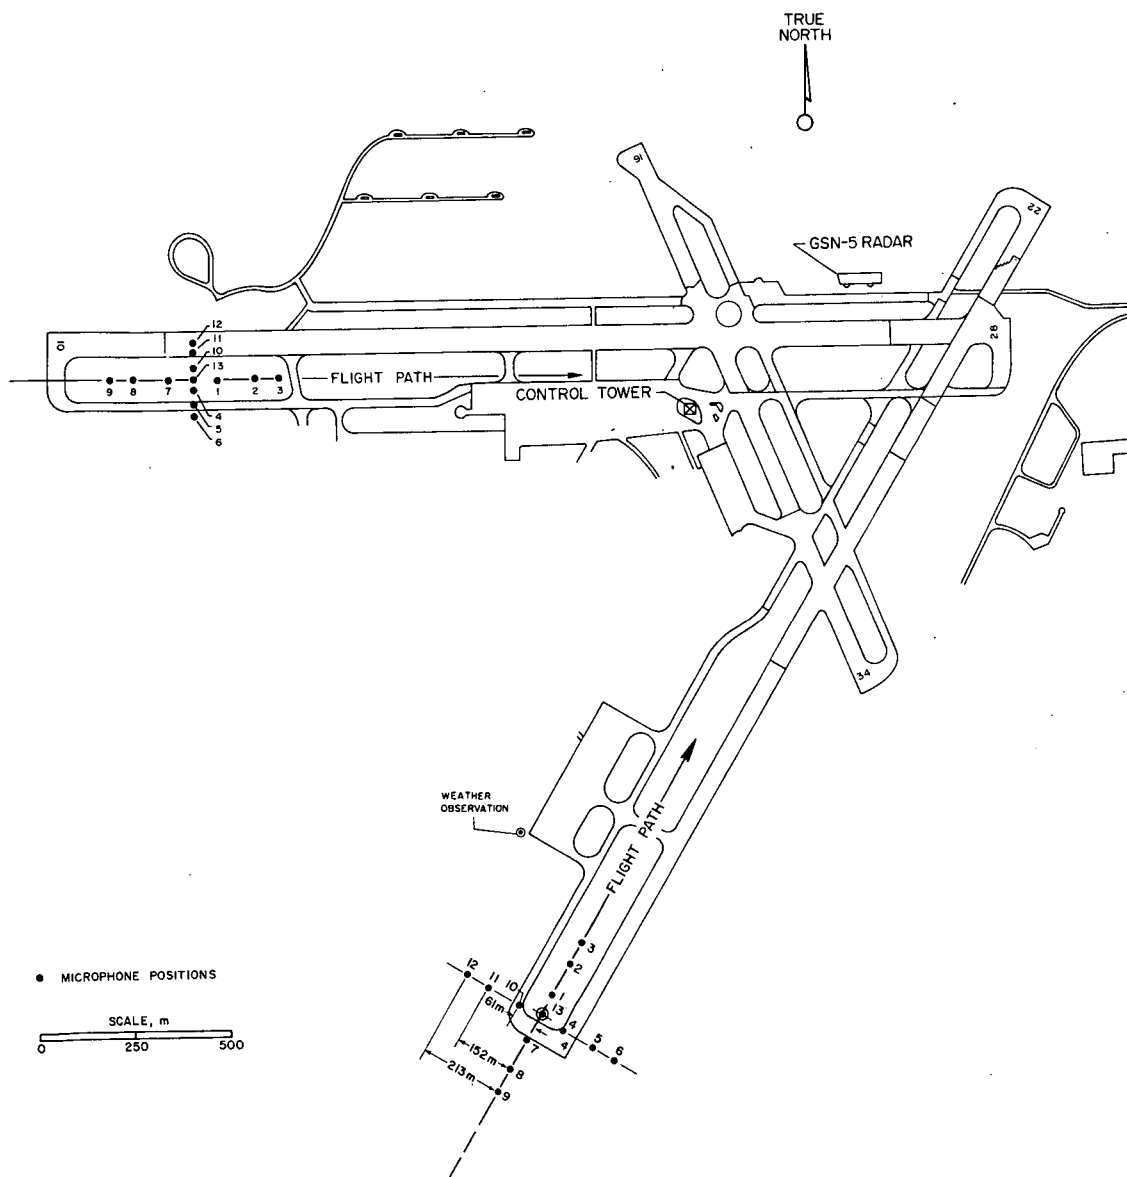 TRUE
NORTH
16
22
GSN-5 RADAR
12
11
10
13
10
28
FLIGHT PATH
9
8
7
1
2
3
CONTROL TOWER
4
5
6
34
WEATHER
OBSERVATION
FLIGHT PATH
3
2
1
12
11
10
61m
13
4
4
5
6
7
152m
8
213m
9
MICROPHONE POSITIONS
SCALE, m
0
250
500